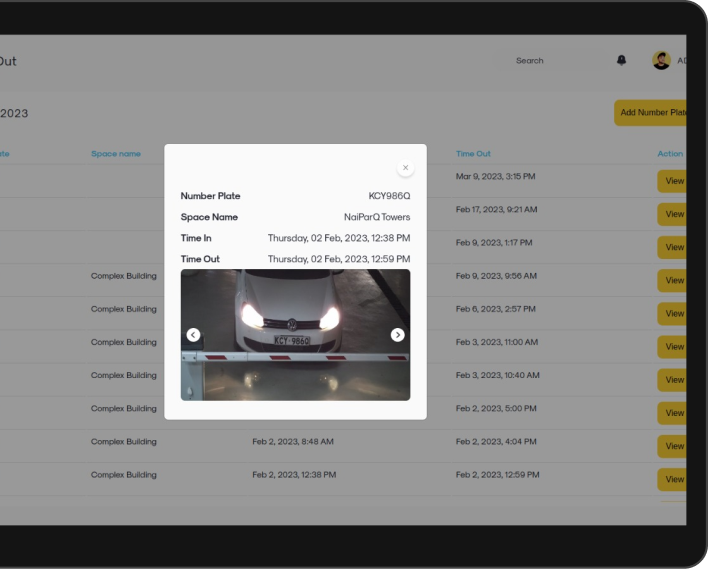 Out
Search
AD
2023
Add Number Plate
ate
Space name
Time Out
Action
Mar 9, 2023, 3:15 PM
View
Feb 17, 2023, 9:21 AM
View
Feb 9, 2023, 1:17 PM
View
Complex Building
Feb 9, 2023, 9:56 AM
View
Complex Building
Feb 6, 2023, 2:57 PM
View
Complex Building
Feb 3, 2023, 11:00 AM
View
Complex Building
Feb 3, 2023, 10:40 AM
View
Complex Building
Feb 2, 2023, 5:00 PM
View
Complex Building
Feb 2, 2023, 8:48 AM
Feb 2, 2023, 4:04 PM
View
Complex Building
Feb 2, 2023, 12:38 PM
Feb 2, 2023, 12:59 PM
View
Number Plate
KCY986Q
Space Name
NaiParQ Towers
Time In
Thursday, 02 Feb, 2023, 12:38 PM
Time Out
Thursday, 02 Feb, 2023, 12:59 PM
KCY·986Q